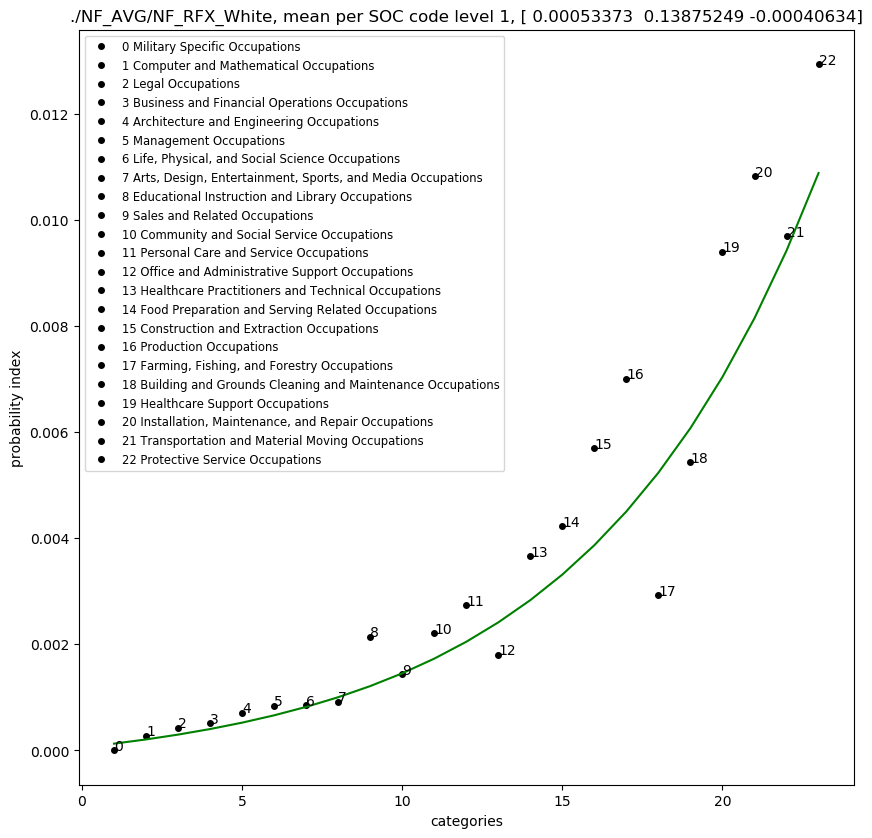 ./NF_AVG/NF_RFX_White, mean per SOC code level 1, [ 0.00053373  0.13875249 -0.00040634]
0 Military Specific Occupations
1 Computer and Mathematical Occupations
2 Legal Occupations
3 Business and Financial Operations Occupations
4 Architecture and Engineering Occupations
5 Management Occupations
6 Life, Physical, and Social Science Occupations
7 Arts, Design, Entertainment, Sports, and Media Occupations
8 Educational Instruction and Library Occupations
9 Sales and Related Occupations
10 Community and Social Service Occupations
11 Personal Care and Service Occupations
12 Office and Administrative Support Occupations
13 Healthcare Practitioners and Technical Occupations
14 Food Preparation and Serving Related Occupations
15 Construction and Extraction Occupations
16 Production Occupations
17 Farming, Fishing, and Forestry Occupations
18 Building and Grounds Cleaning and Maintenance Occupations
19 Healthcare Support Occupations
20 Installation, Maintenance, and Repair Occupations
21 Transportation and Material Moving Occupations
22 Protective Service Occupations
probability index
0.012
0.010
0.008
0.006
0.004
0.002
0.000
0
1
2
3
4
5
6
7
8
9
10
11
12
13
14
15
16
17
18
19
20
21
22
0 5 10 15 20
categories